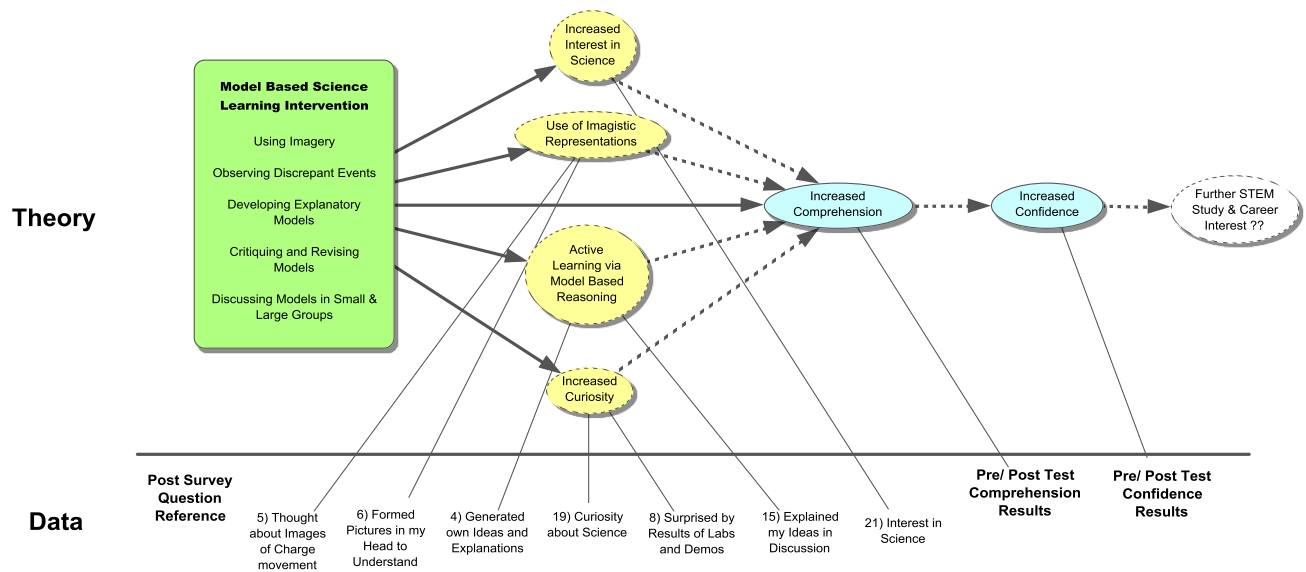 Increased
Interest in
Science
Model Based Science
Learning Intervention
Using Imagery
Observing Discrepant Events
Developing Explanatory
Models
Critiquing and Revising
Models
Discussing Models in Small &
Large Groups
Use of Imagistic
Representations
Theory
Increased
Comprehension
Increased
Confidence
Further STEM
Study & Career
Interest ??
Active
Learning via
Model Based
Reasoning
Increased
Curiosity
Data
Post Survey
Question
Reference
5) Thought
about Images
of Charge
movement
6) Formed
Pictures in my
Head to
Understand
4) Generated
own Ideas and
Explanations
19) Curiosity
about Science
8) Surprised by
Results of Labs
and Demos
15) Explained
my Ideas in
Discussion
21) Interest in
Science
Pre/ Post Test
Comprehension
Results
Pre/ Post Test
Confidence
Results